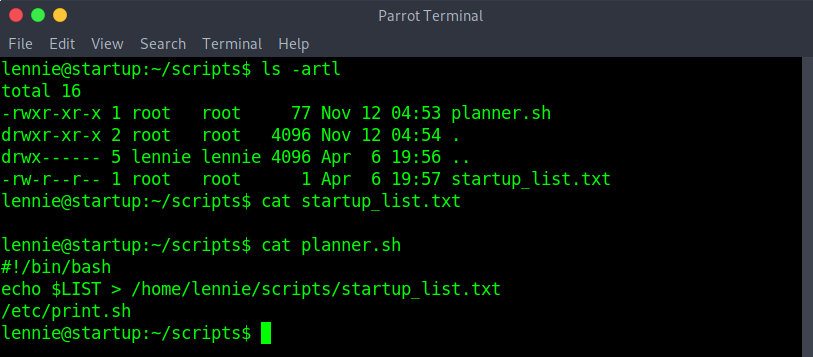 Parrot Terminal
File Edit View Search Terminal Help
lennie@startup:~/scripts$ ls -artl
total 16
-rwxr-xr-x 1 root   root     77 Nov 12 04:53 planner.sh
drwxr-xr-x 2 root   root   4096 Nov 12 04:54 .
drwx------ 5 lennie lennie 4096 Apr  6 19:56 ..
-rw-r--r-- 1 root   root      1 Apr  6 19:57 startup_list.txt
lennie@startup:~/scripts$ cat startup_list.txt

lennie@startup:~/scripts$ cat planner.sh
#!/bin/bash
echo $LIST > /home/lennie/scripts/startup_list.txt
/etc/print.sh
lennie@startup:~/scripts$